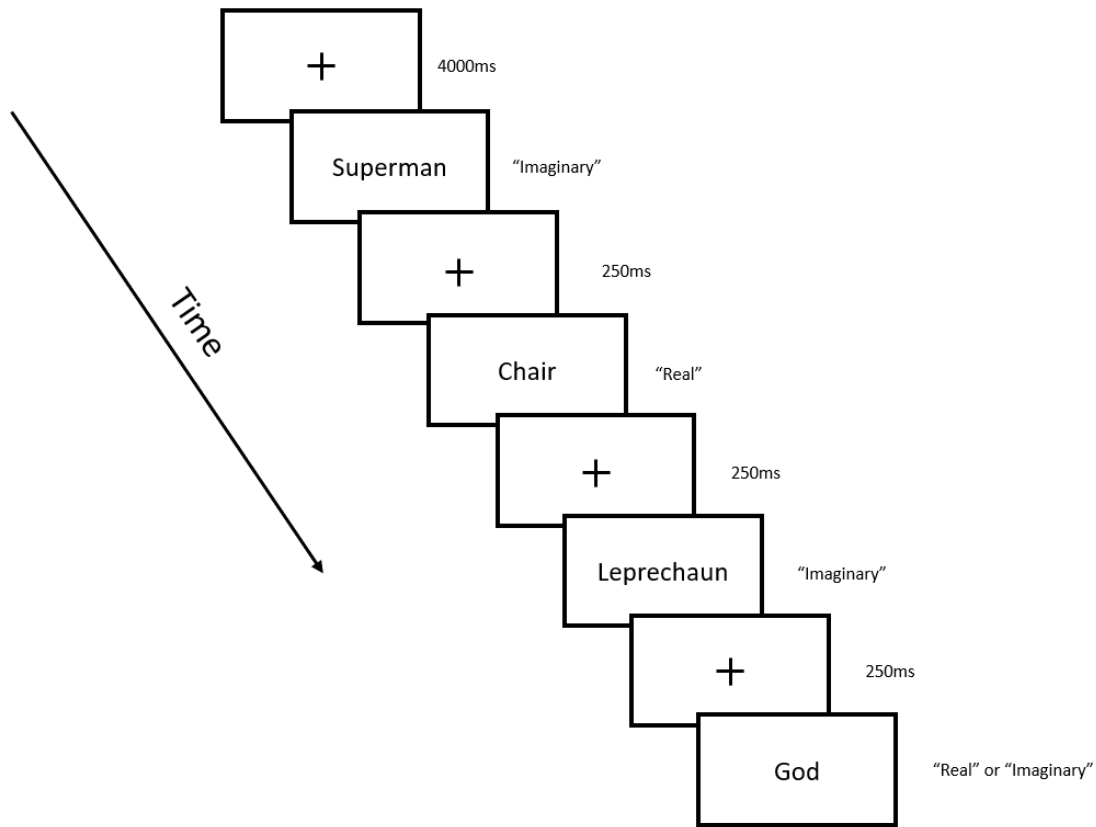 4000ms
Superman
“Imaginary”
250ms
Time
Chair
“Real”
250ms
Leprechaun
“Imaginary”
250ms
God
“Real” or “Imaginary”